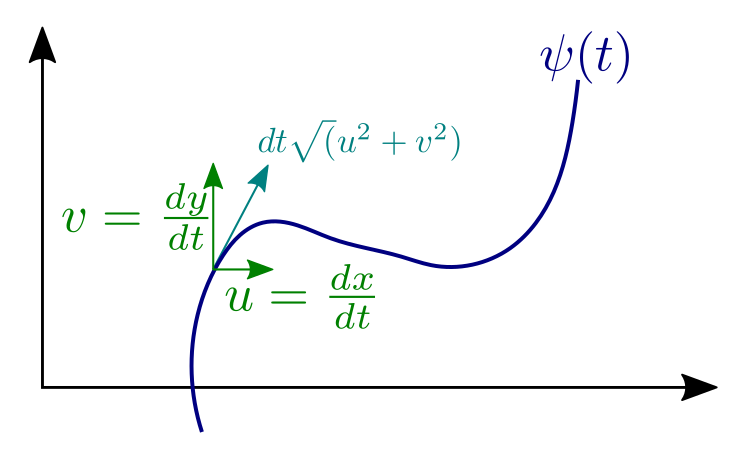 ψ(t)
dt√(u² + v²)
v = dy/dt
u = dx/dt